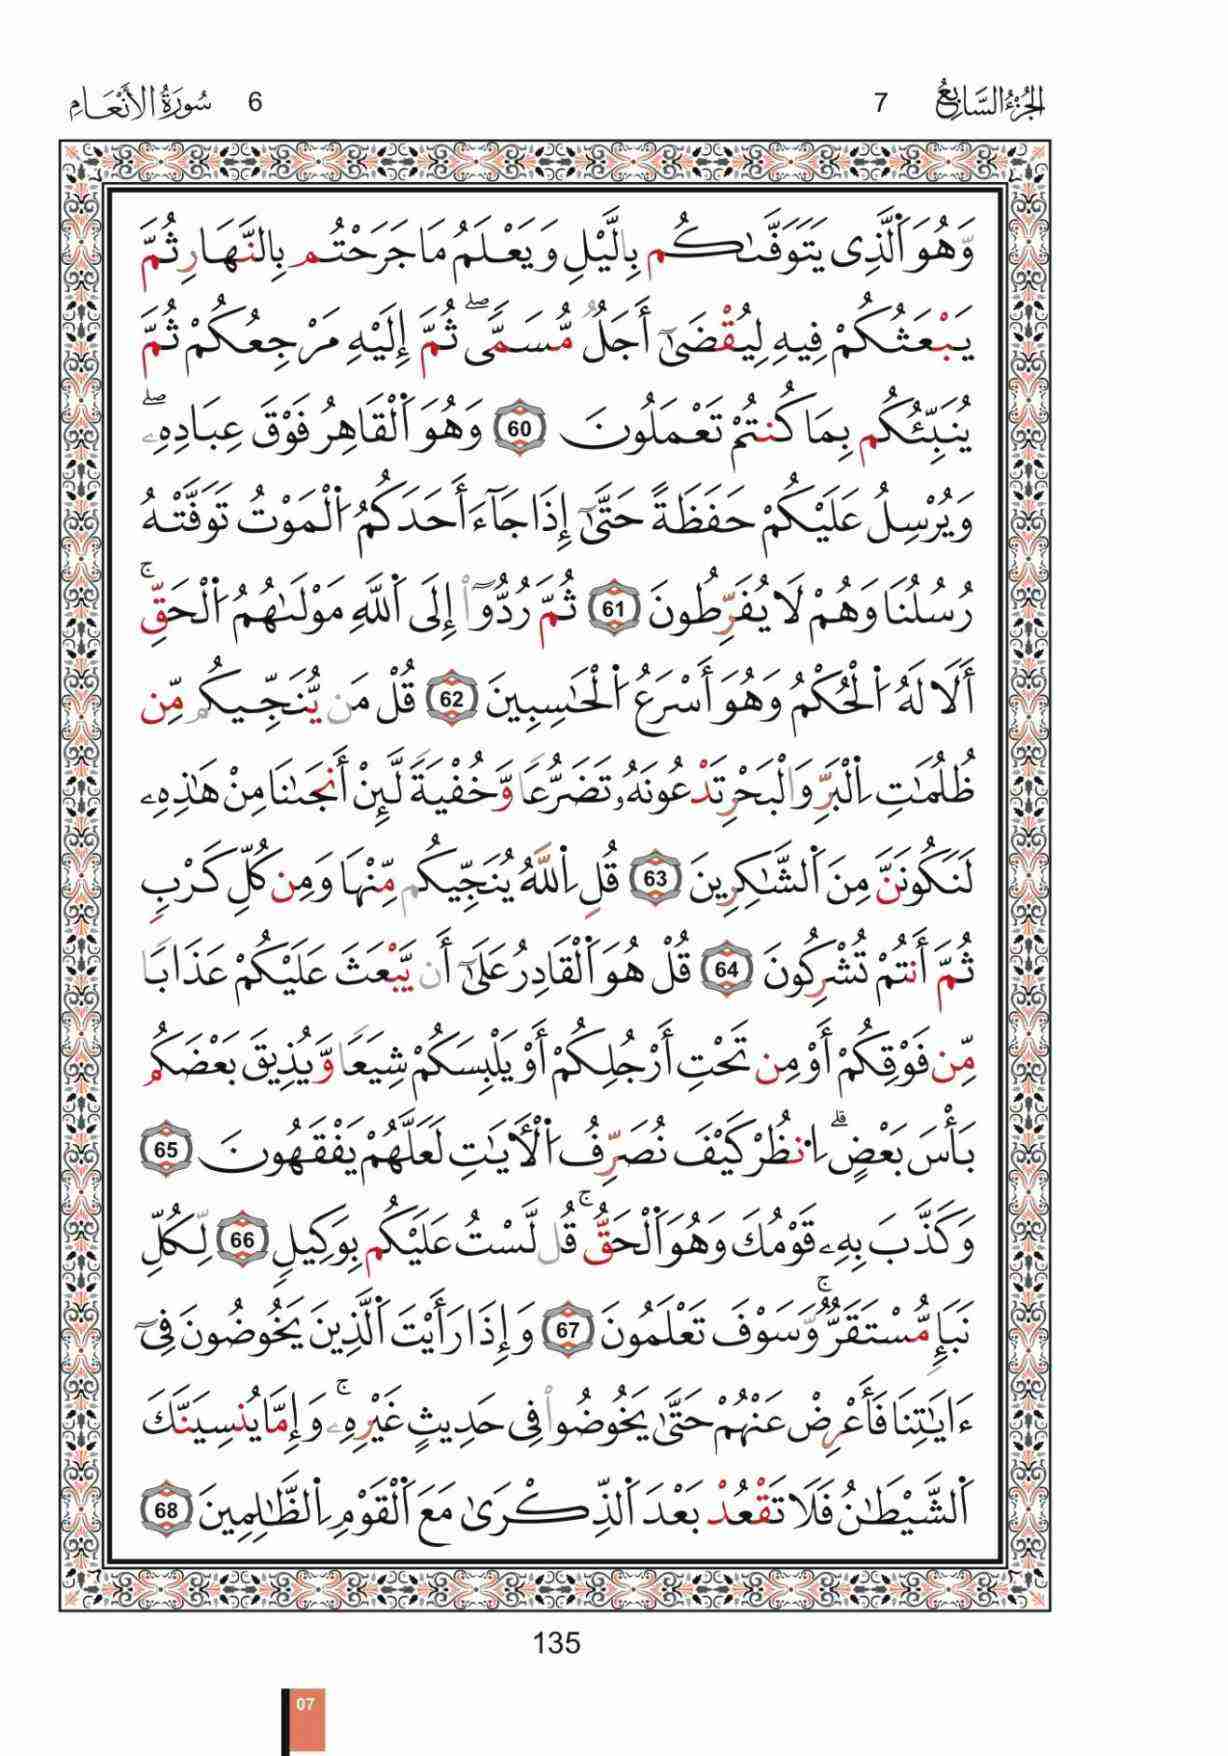 الجُزْءُ السَّابِعُ 7
6 سُورَةُ الأَنْعَامِ
وَهُوَ ٱلَّذِى يَتَوَفَّىٰكُم بِٱلَّيْلِ وَيَعْلَمُ مَا جَرَحْتُم بِٱلنَّهَارِ ثُمَّ
يَبْعَثُكُمْ فِيهِ لِيُقْضَىٰٓ أَجَلٌ مُّسَمًّى ۖ ثُمَّ إِلَيْهِ مَرْجِعُكُمْ ثُمَّ
يُنَبِّئُكُم بِمَا كُنتُمْ تَعْمَلُونَ 60 وَهُوَ ٱلْقَاهِرُ فَوْقَ عِبَادِهِۦ ۖ
وَيُرْسِلُ عَلَيْكُمْ حَفَظَةً حَتَّىٰٓ إِذَا جَآءَ أَحَدَكُمُ ٱلْمَوْتُ تَوَفَّتْهُ
رُسُلُنَا وَهُمْ لَا يُفَرِّطُونَ 61 ثُمَّ رُدُّوٓا۟ إِلَى ٱللَّهِ مَوْلَىٰهُمُ ٱلْحَقِّ ۚ
أَلَا لَهُ ٱلْحُكْمُ وَهُوَ أَسْرَعُ ٱلْحَٰسِبِينَ 62 قُلْ مَن يُنَجِّيكُم مِّن
ظُلُمَٰتِ ٱلْبَرِّ وَٱلْبَحْرِ تَدْعُونَهُۥ تَضَرُّعًا وَخُفْيَةً لَّئِنْ أَنجَىٰنَا مِنْ هَٰذِهِۦ
لَنَكُونَنَّ مِنَ ٱلشَّٰكِرِينَ 63 قُلِ ٱللَّهُ يُنَجِّيكُم مِّنْهَا وَمِن كُلِّ كَرْبٍ
ثُمَّ أَنتُمْ تُشْرِكُونَ 64 قُلْ هُوَ ٱلْقَادِرُ عَلَىٰٓ أَن يَبْعَثَ عَلَيْكُمْ عَذَابًا
مِّن فَوْقِكُمْ أَوْ مِن تَحْتِ أَرْجُلِكُمْ أَوْ يَلْبِسَكُمْ شِيَعًا وَيُذِيقَ بَعْضَكُم
بَأْسَ بَعْضٍ ۗ ٱنظُرْ كَيْفَ نُصَرِّفُ ٱلْءَايَٰتِ لَعَلَّهُمْ يَفْقَهُونَ 65
وَكَذَّبَ بِهِۦ قَوْمُكَ وَهُوَ ٱلْحَقُّ ۚ قُل لَّسْتُ عَلَيْكُم بِوَكِيلٍ 66 لِّكُلِّ
نَبَإٍ مُّسْتَقَرٌّ ۚ وَسَوْفَ تَعْلَمُونَ 67 وَإِذَا رَأَيْتَ ٱلَّذِينَ يَخُوضُونَ فِىٓ
ءَايَٰتِنَا فَأَعْرِضْ عَنْهُمْ حَتَّىٰ يَخُوضُوا۟ فِى حَدِيثٍ غَيْرِهِۦ ۚ وَإِمَّا يُنسِيَنَّكَ
ٱلشَّيْطَٰنُ فَلَا تَقْعُدْ بَعْدَ ٱلذِّكْرَىٰ مَعَ ٱلْقَوْمِ ٱلظَّٰلِمِينَ 68
135
07